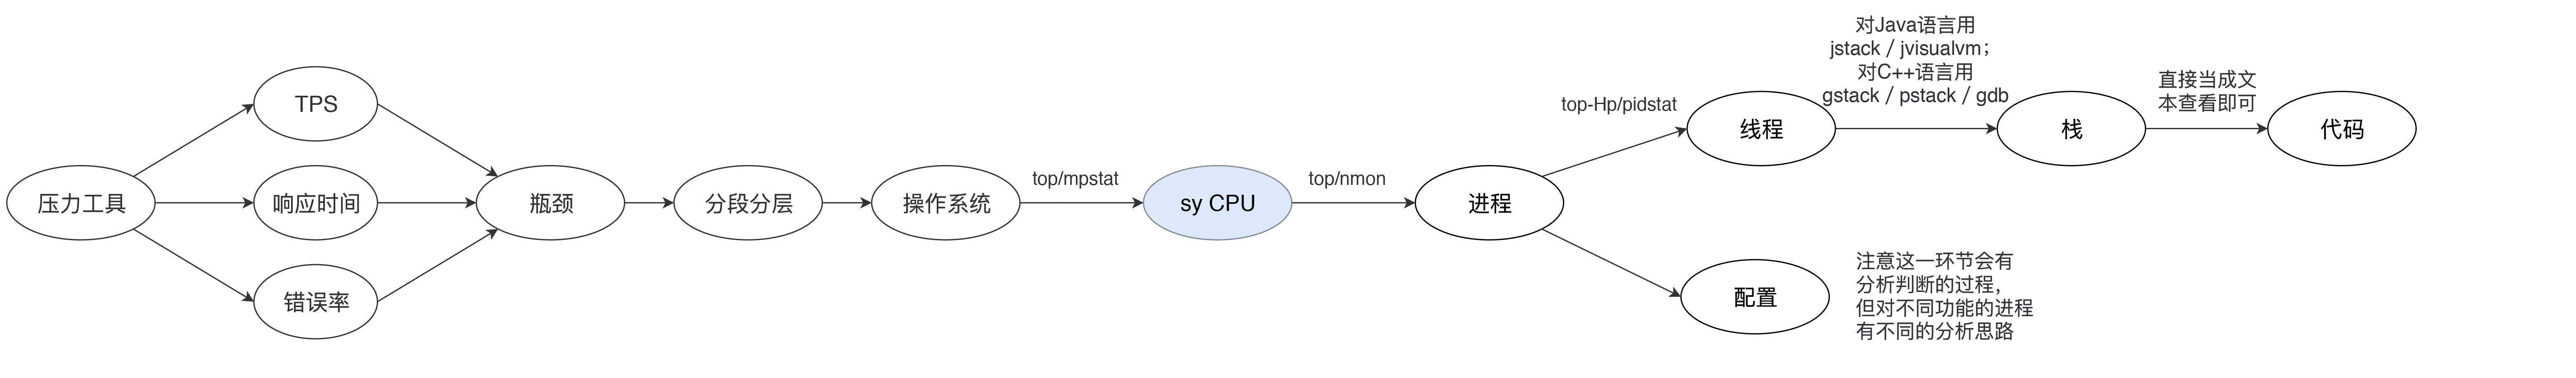 压力工具
TPS
响应时间
错误率
瓶颈
分段分层
操作系统
top/mpstat
sy CPU
top/nmon
进程
top-Hp/pidstat
线程
对Java语言用
jstack / jvisualvm；
对C++语言用
gstack / pstack / gdb
栈
直接当成文
本查看即可
代码
配置
注意这一环节会有
分析判断的过程，
但对不同功能的进程
有不同的分析思路